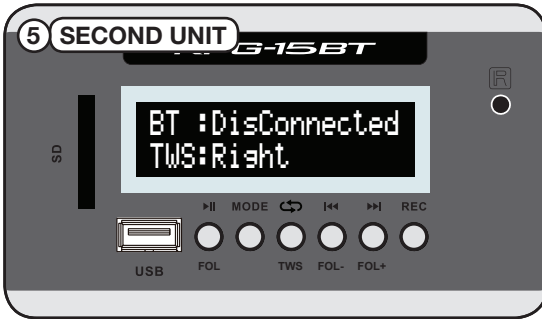 5 SECOND UNIT
G-15BT
R
BT :DisConnected
TWS:Right
SD
MODE
REC
USB
FOL
TWS
FOL-
FOL+